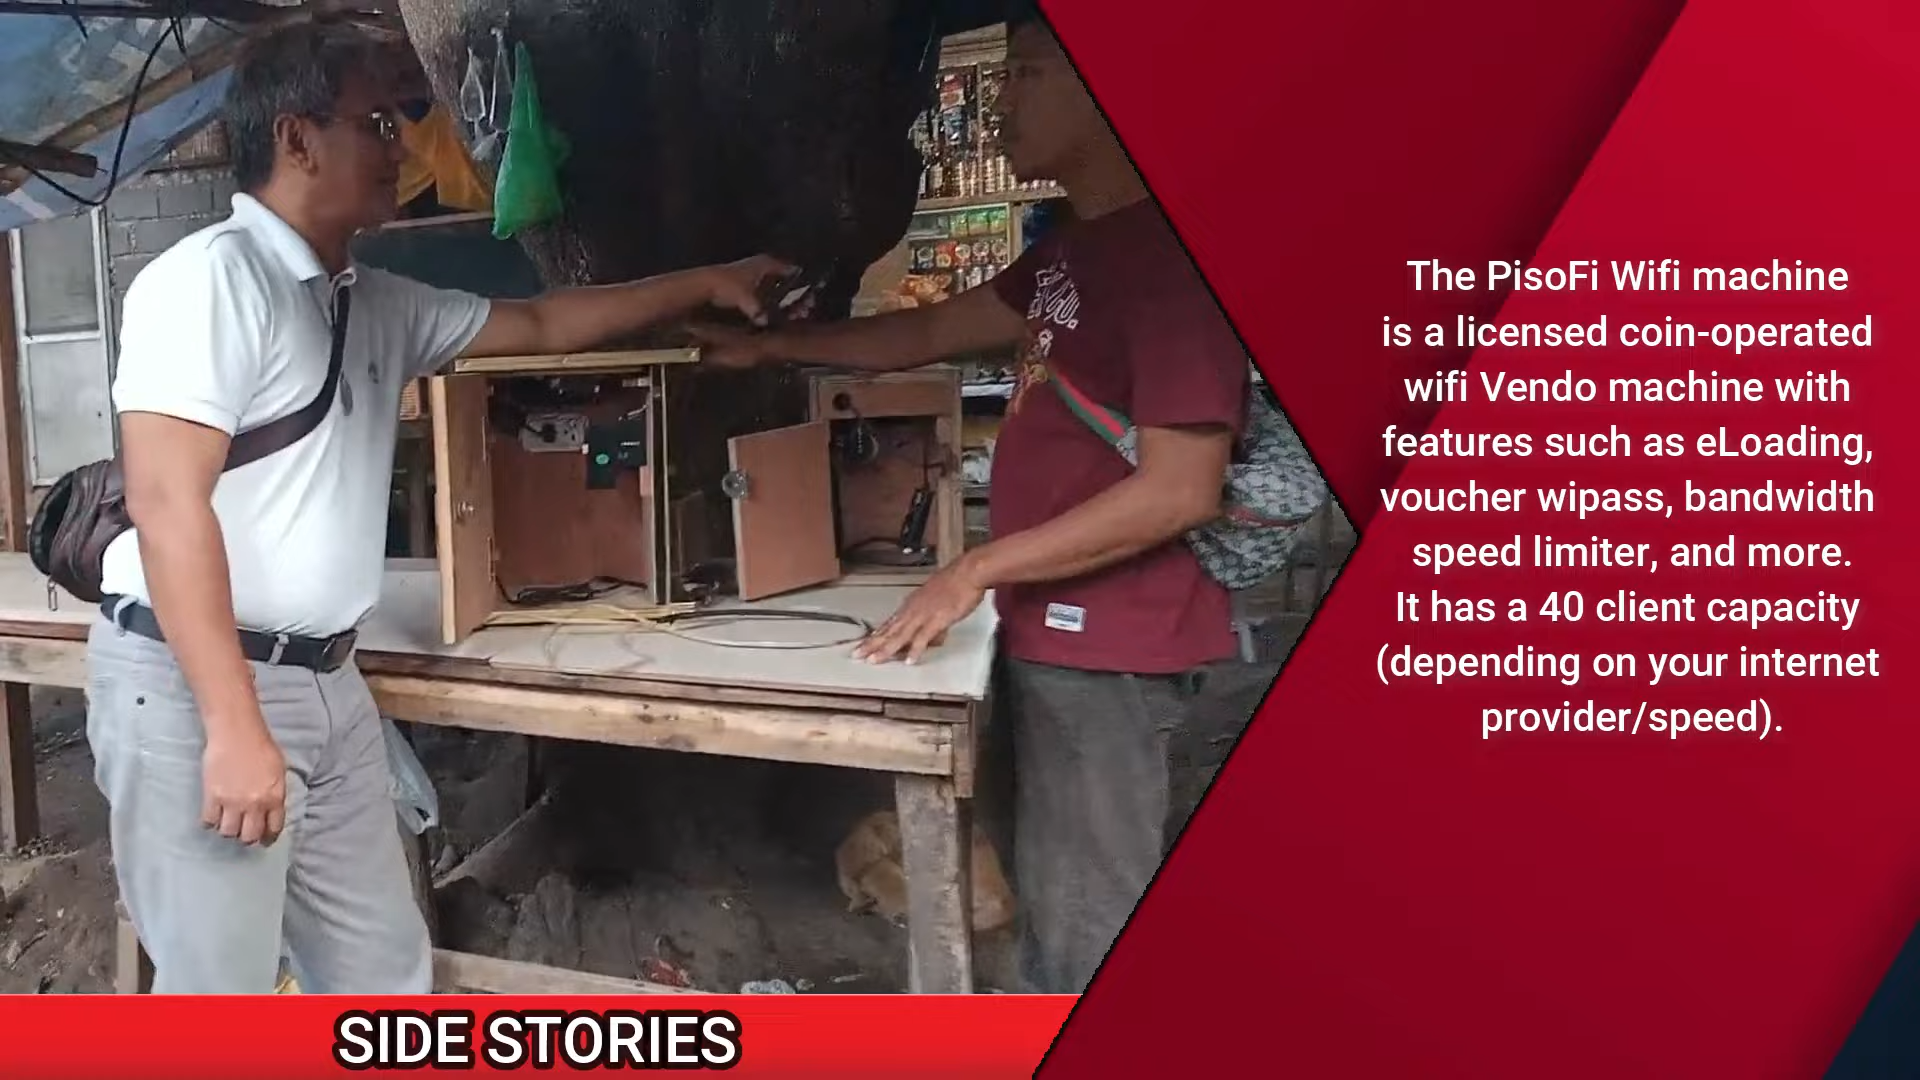 The PisoFi Wifi machine
is a licensed coin-operated
wifi Vendo machine with
features such as eLoading,
voucher wipass, bandwidth
speed limiter, and more.
It has a 40 client capacity
(depending on your internet
provider/speed).
SIDE STORIES